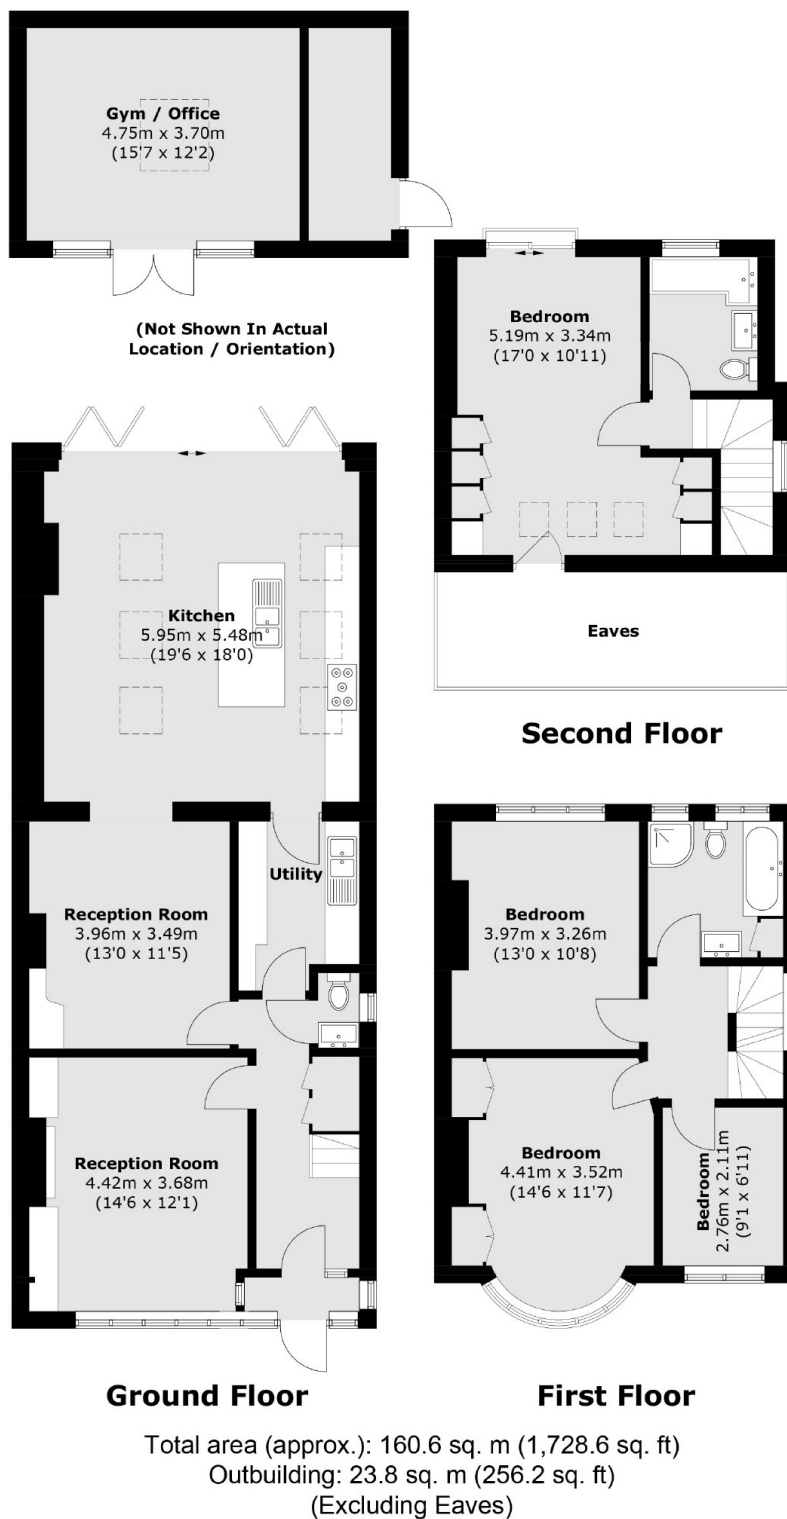 Gym / Office
4.75m x 3.70m
(15'7 x 12'2)
(Not Shown In Actual
Location / Orientation)
Bedroom
5.19m x 3.34m
(17'0 x 10'11)
Eaves
Second Floor
Kitchen
5.95m x 5.48m
(19'6 x 18'0)
Utility
Reception Room
3.96m x 3.49m
(13'0 x 11'5)
Reception Room
4.42m x 3.68m
(14'6 x 12'1)
Ground Floor
Bedroom
3.97m x 3.26m
(13'0 x 10'8)
Bedroom
4.41m x 3.52m
(14'6 x 11'7)
Bedroom
2.76m x 2.11m
(9'1 x 6'11)
First Floor
Total area (approx.): 160.6 sq. m (1,728.6 sq. ft)
Outbuilding: 23.8 sq. m (256.2 sq. ft)
(Excluding Eaves)